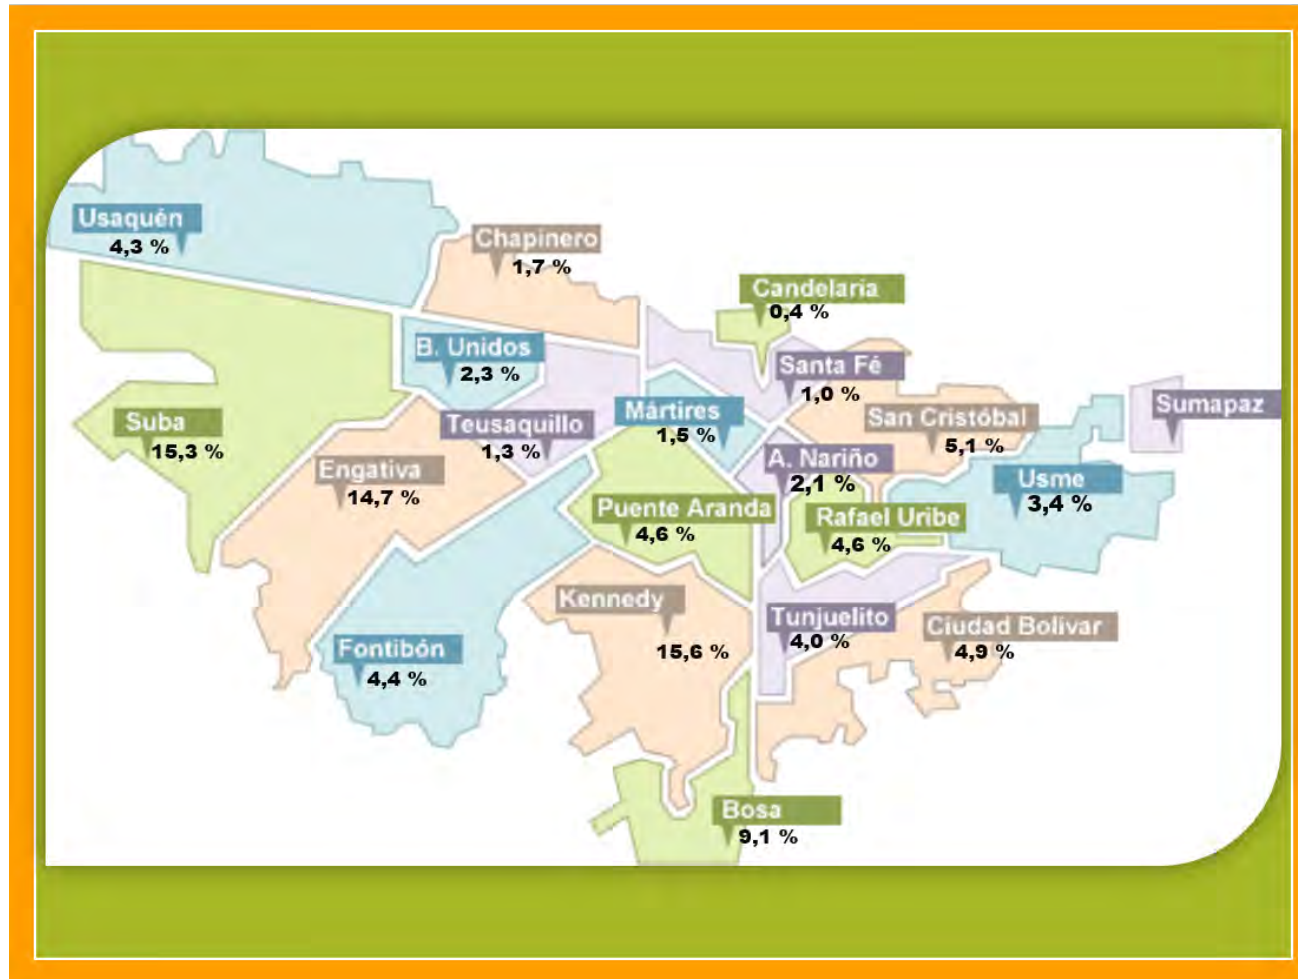 Usaquén
4,3 %
Chapinero
1,7 %
Candelaria
0,4 %
B. Unidos
2,3 %
Santa Fé
1,0 %
Suba
15,3 %
Teusaquillo
1,3 %
Mártires
1,5 %
San Cristóbal
5,1 %
Sumapaz
Engativa
14,7 %
A. Nariño
2,1 %
Usme
3,4 %
Puente Aranda
4,6 %
Rafael Uribe
4,6 %
Kennedy
15,6 %
Tunjuelito
4,0 %
Ciudad Bolivar
4,9 %
Fontibón
4,4 %
Bosa
9,1 %